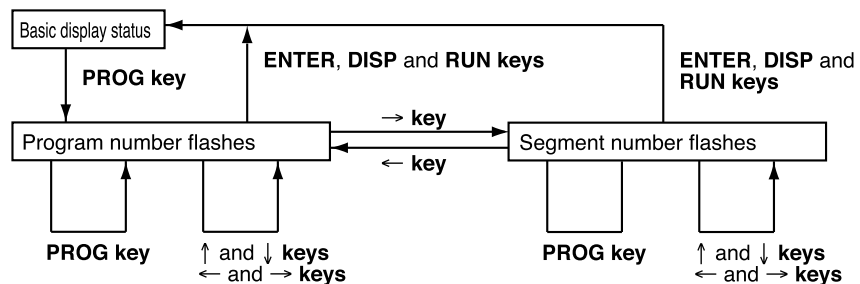 Basic display status
PROG key
ENTER, DISP and RUN keys
ENTER, DISP and
RUN keys
Program number flashes
→ key
← key
Segment number flashes
PROG key
↑ and ↓ keys
← and → keys
PROG key
↑ and ↓ keys
← and → keys